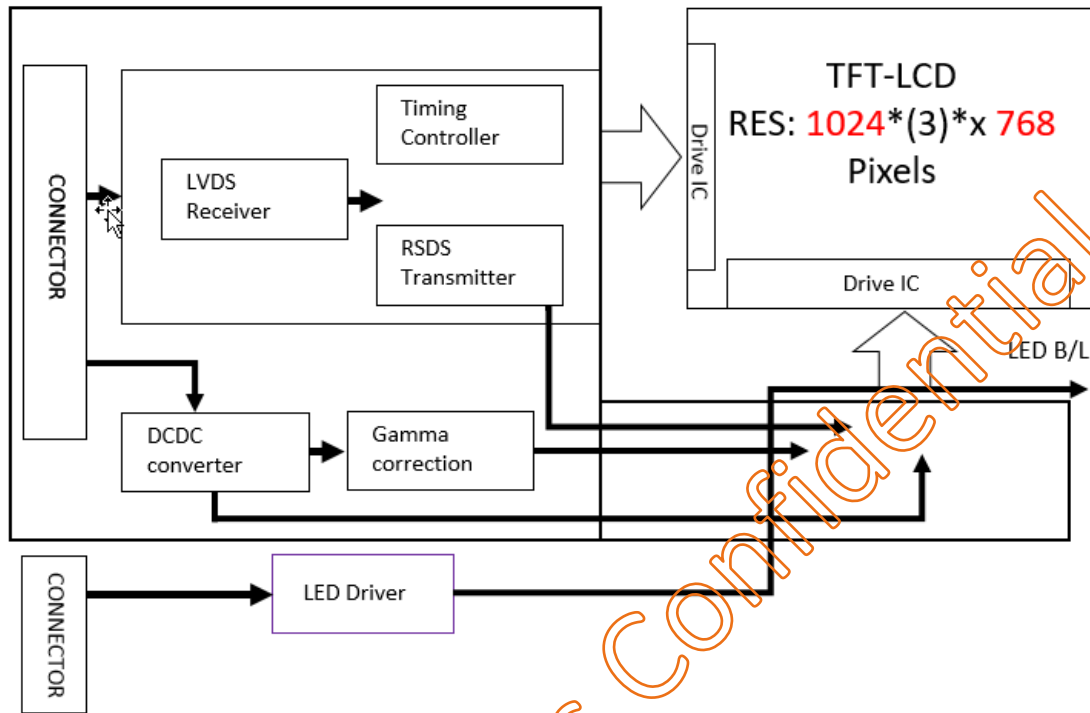 CONNECTOR
LVDS
Receiver
Timing
Controller
RSDS
Transmitter
DCDC
converter
Gamma
correction
Drive IC
TFT-LCD
RES: 1024*(3)*x 768
Pixels
Drive IC
LED B/L
CONNECTOR
LED Driver
s Confidential